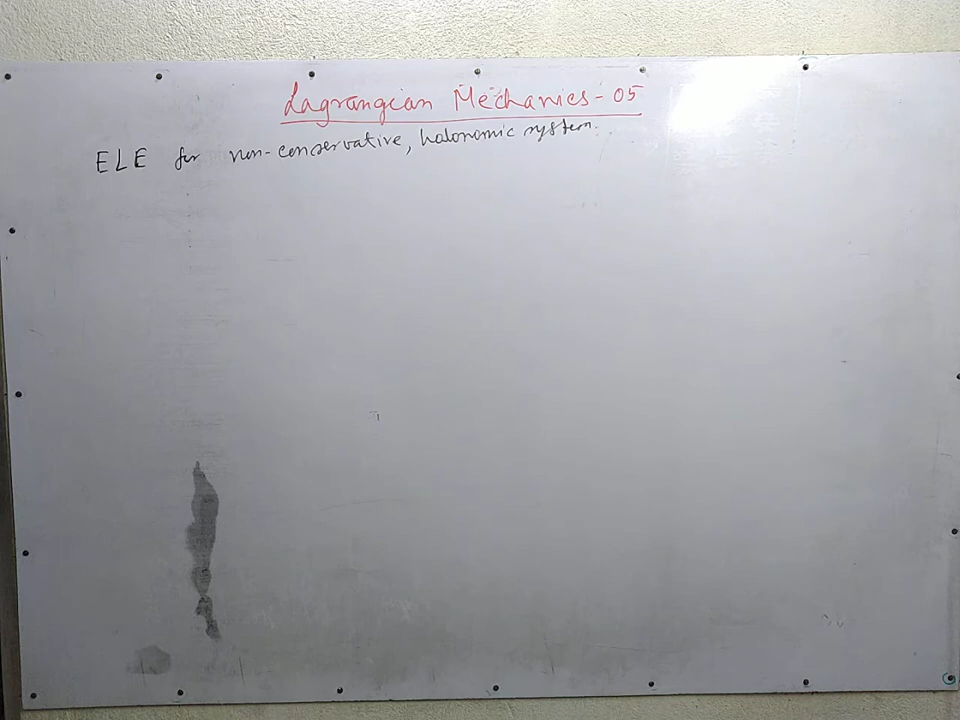 Lagrangian Mechanics - 05
ELE for non-conservative, holonomic system.